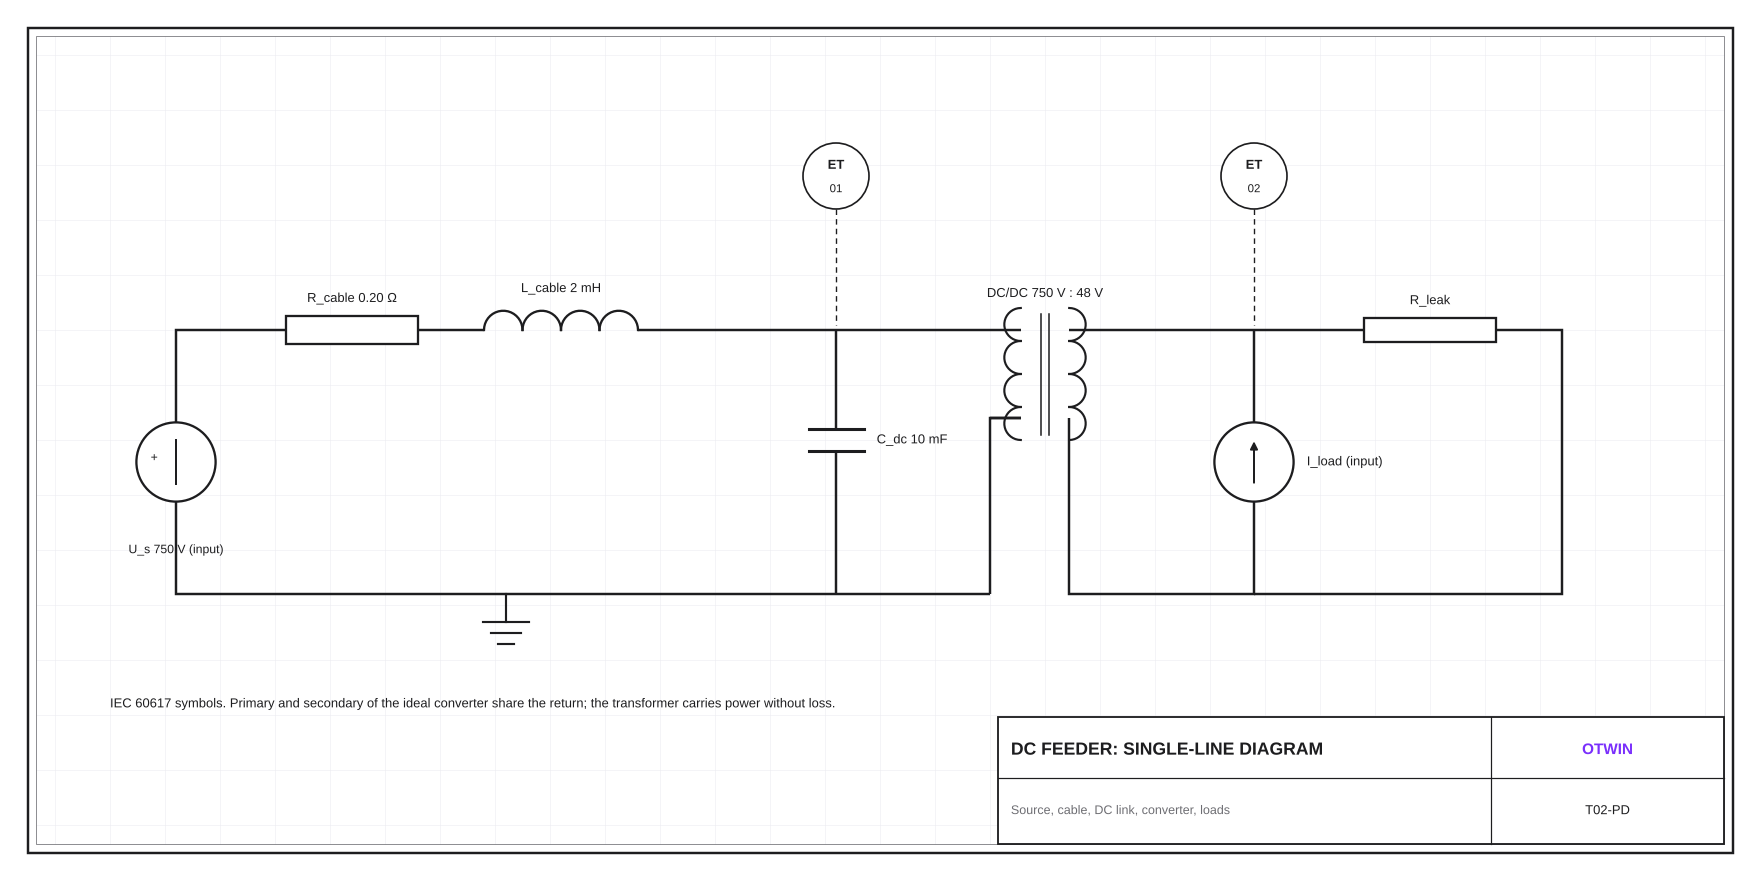 ET
01
ET
02
L_cable 2 mH
DC/DC 750 V : 48 V
R_cable 0.20 Ω
R_leak
C_dc 10 mF
+
I_load (input)
U_s 750 V (input)
IEC 60617 symbols. Primary and secondary of the ideal converter share the return; the transformer carries power without loss.
DC FEEDER: SINGLE-LINE DIAGRAM
OTWIN
Source, cable, DC link, converter, loads
T02-PD